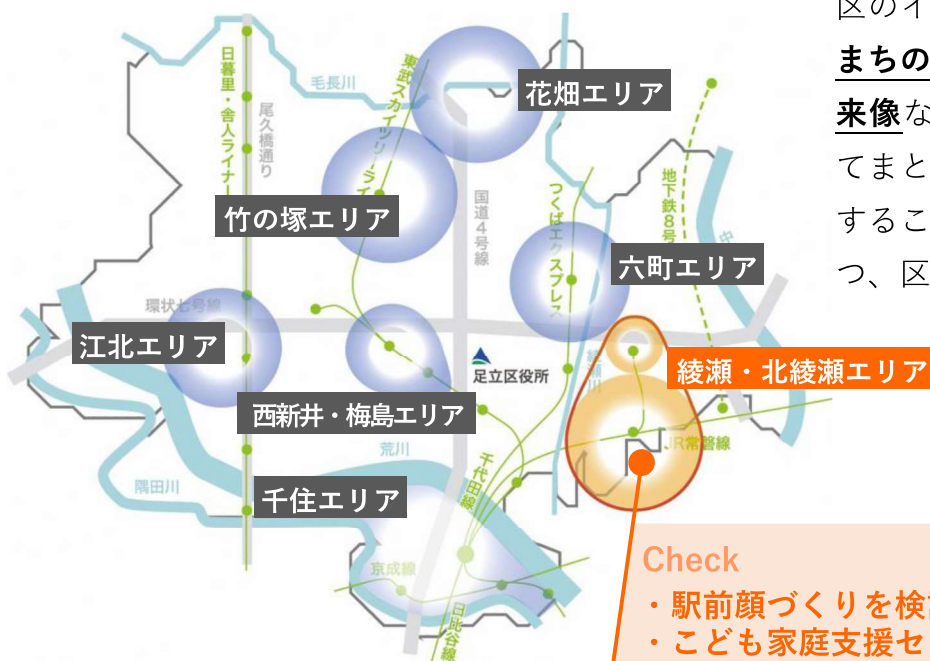 区のイ
まちの
来像な
てまと
するこ
つ、区
花畑エリア
竹の塚エリア
六町エリア
江北エリア
綾瀬・北綾瀬エリア
西新井・梅島エリア
千住エリア
日暮里・舎人ライナー
尾久橋通り
毛長川
東武スカイツリーライ
国道4号線
つくばエクスプレス
地下鉄8号
中
環状七号線
足立区役所
綾瀬川
JR常磐線
荒川
隅田川
千代田線
京成線
日比谷線
Check
・駅前顔づくりを検討
・こども家庭支援セ